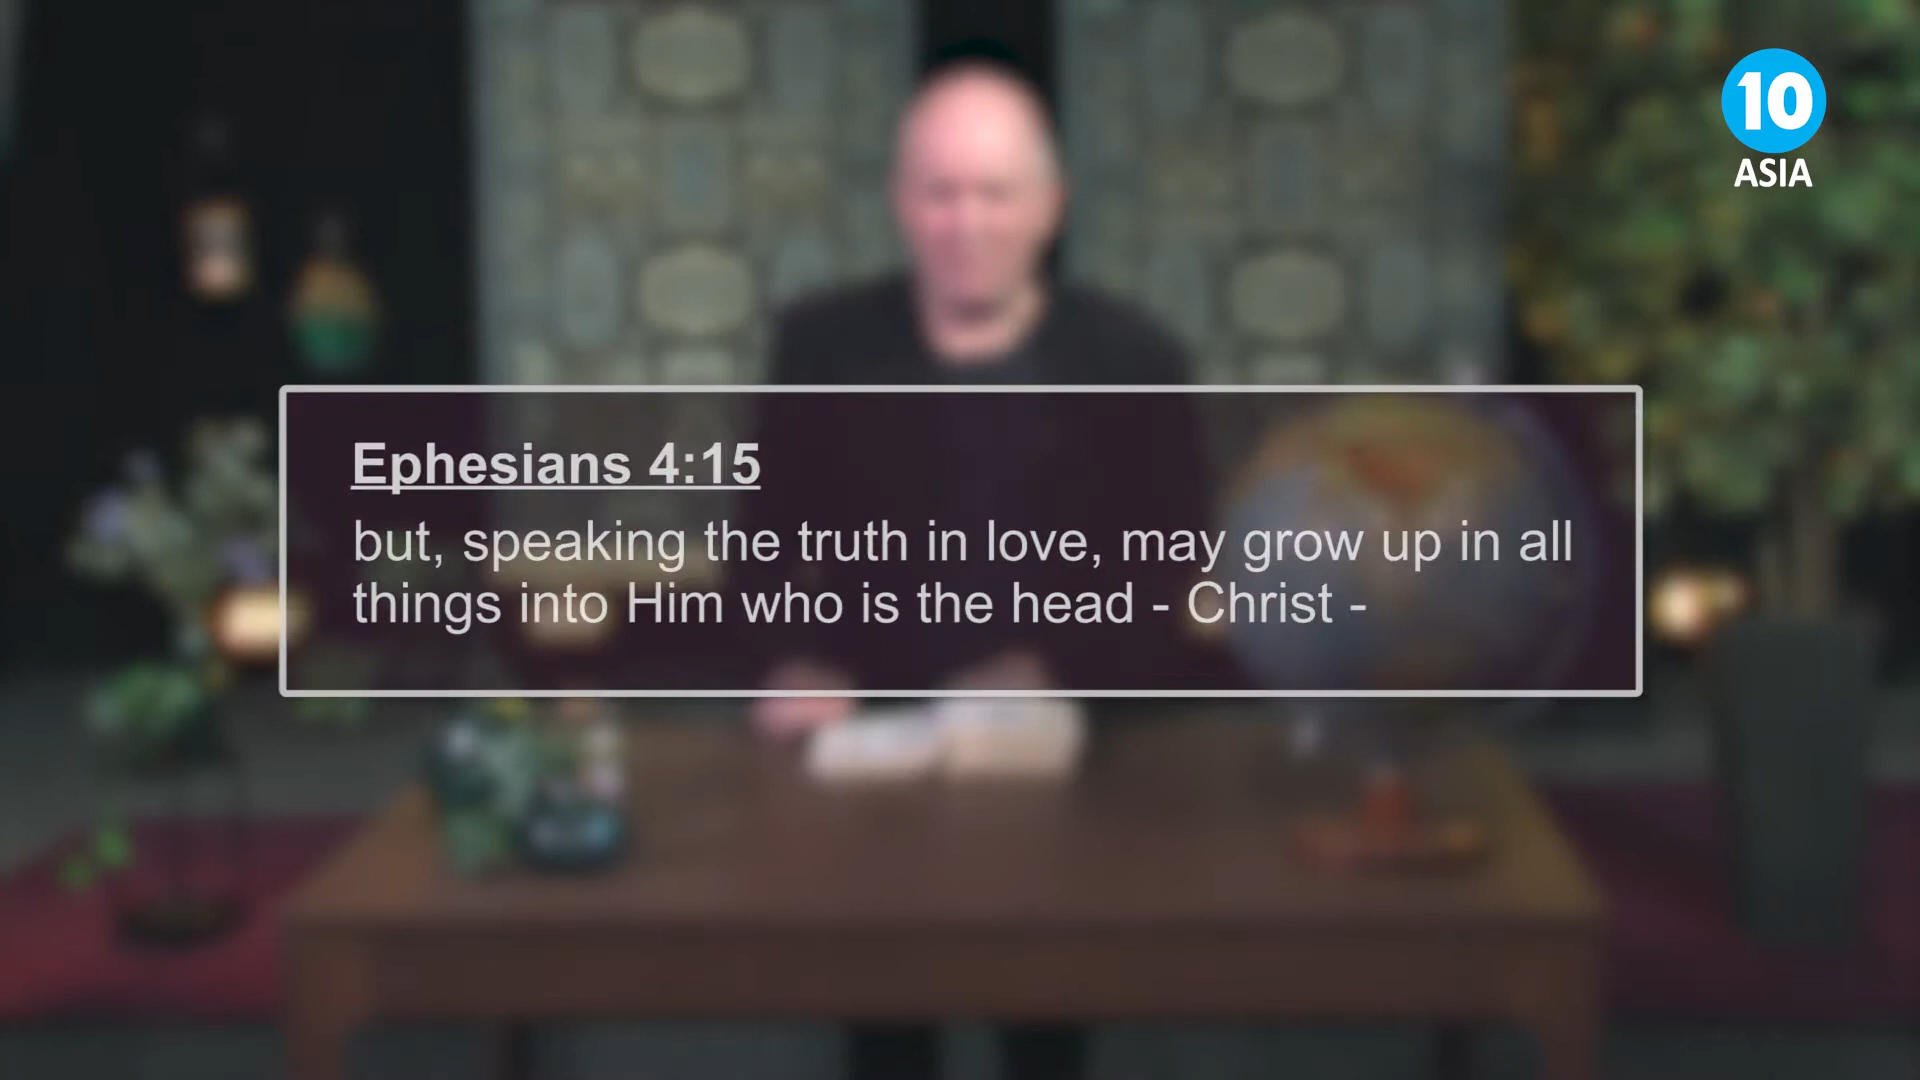 10
ASIA
Ephesians 4:15
but, speaking the truth in love, may grow up in all
things into Him who is the head - Christ -